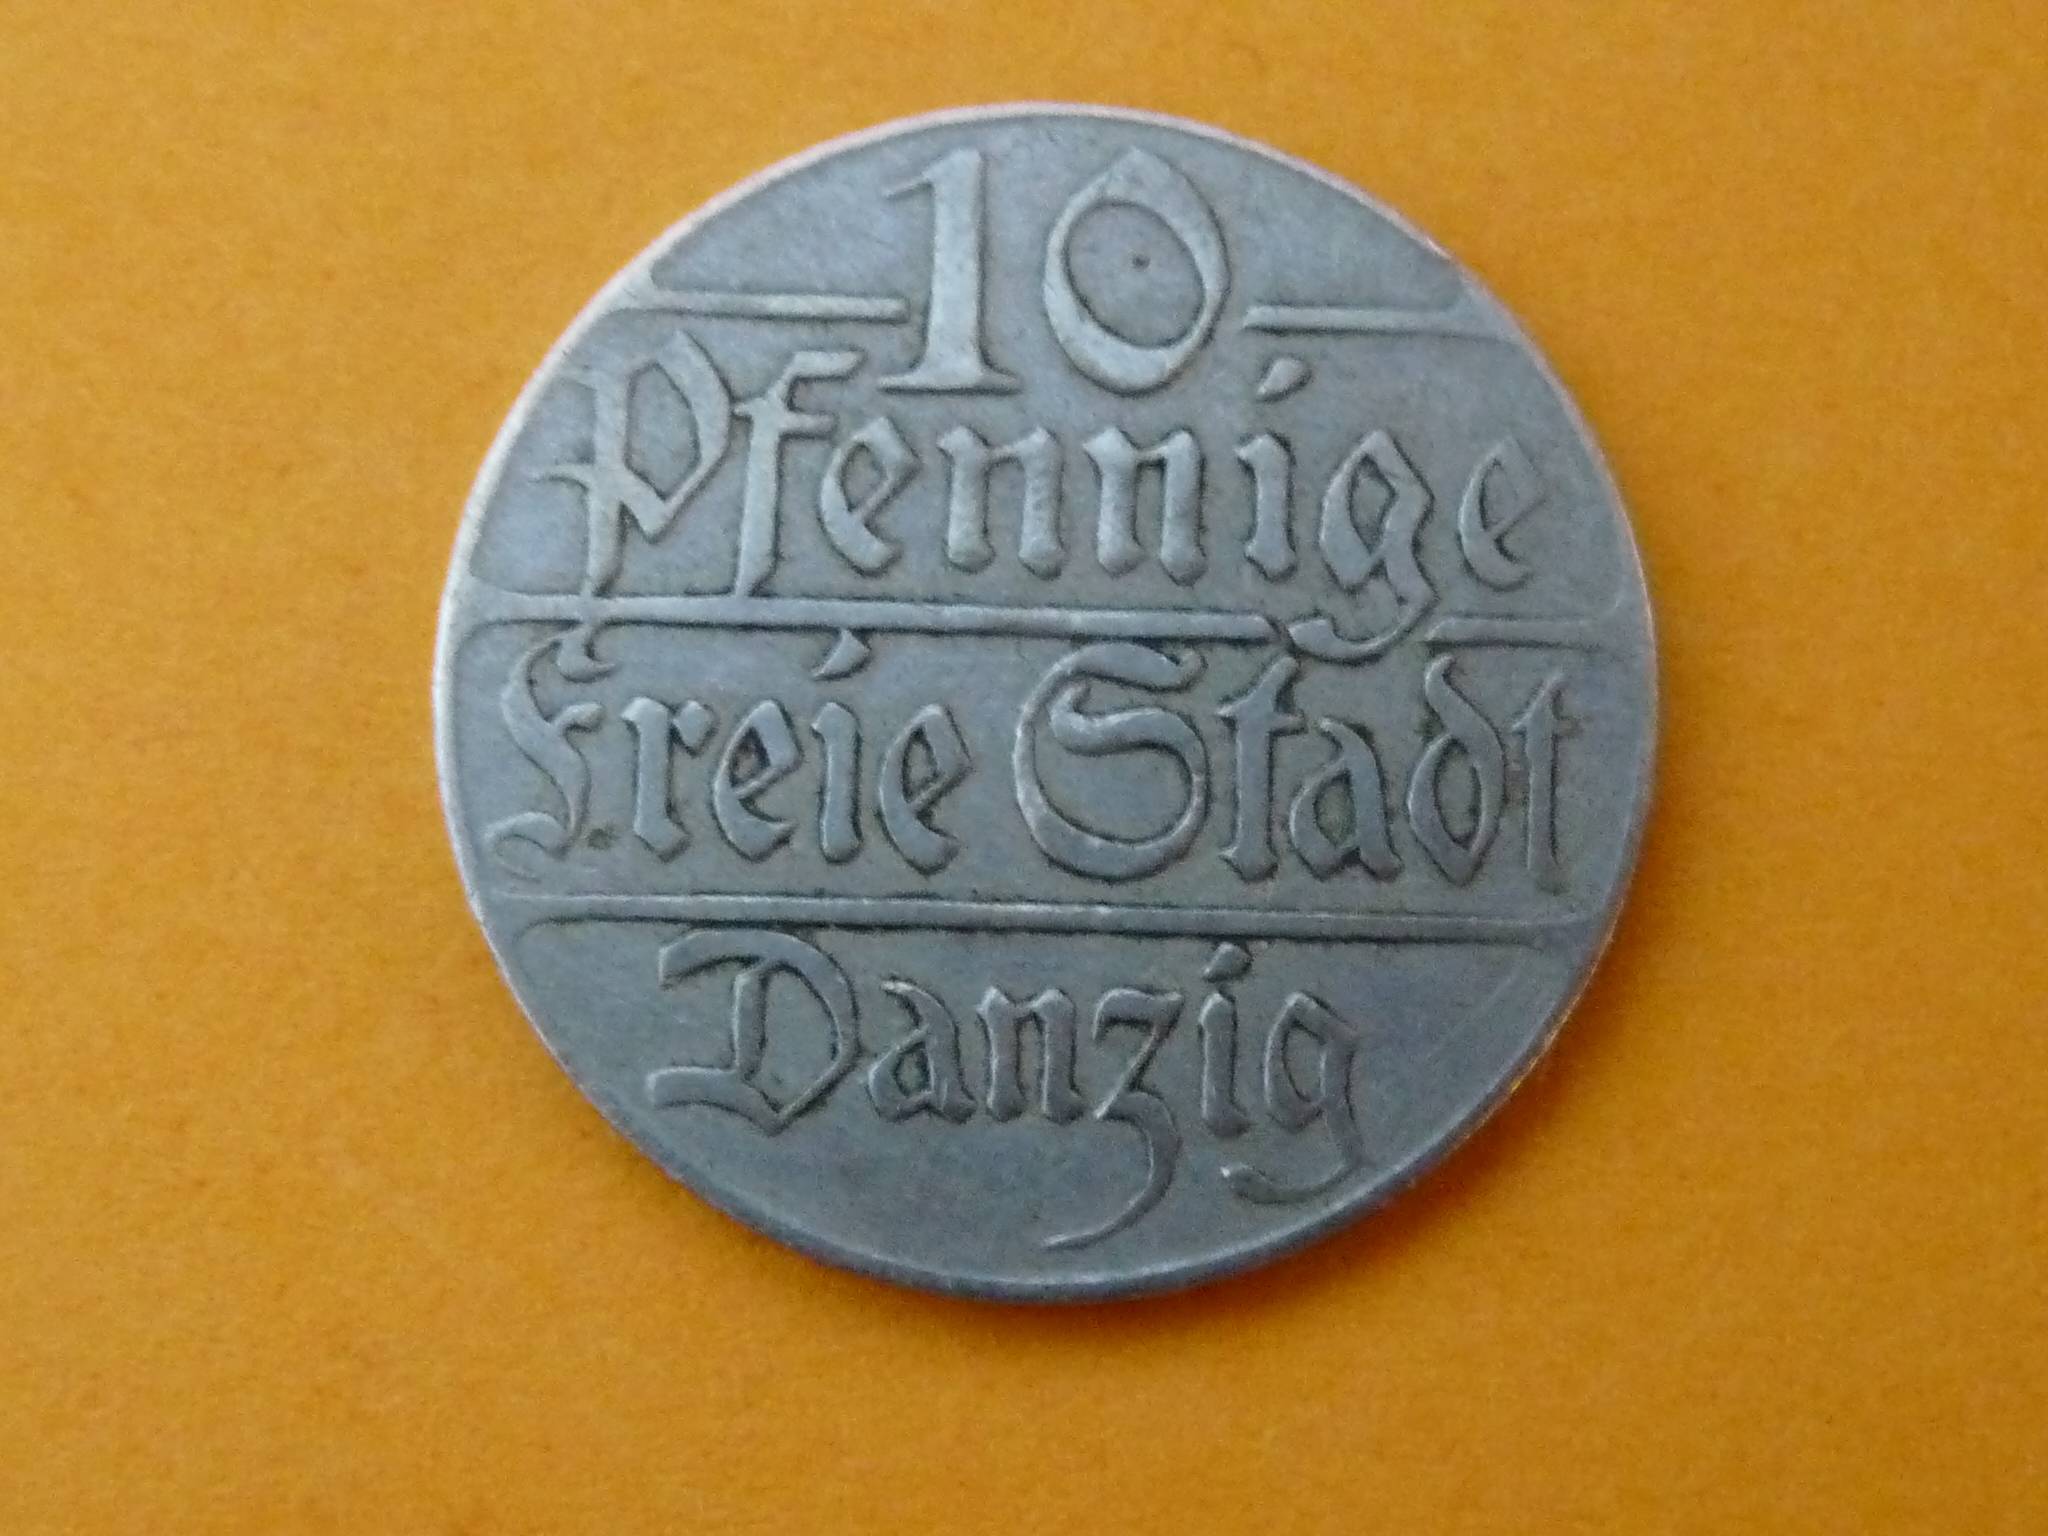 10
Pfennige
Freie Stadt
Danzig